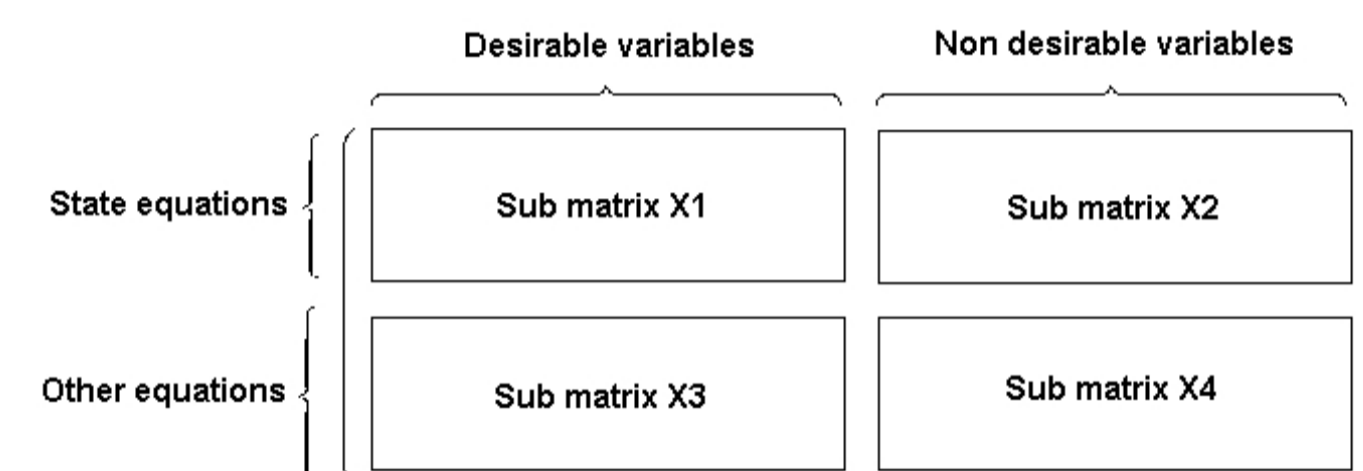 Desirable variables
Non desirable variables
State equations
Sub matrix X1
Sub matrix X2
Other equations
Sub matrix X3
Sub matrix X4